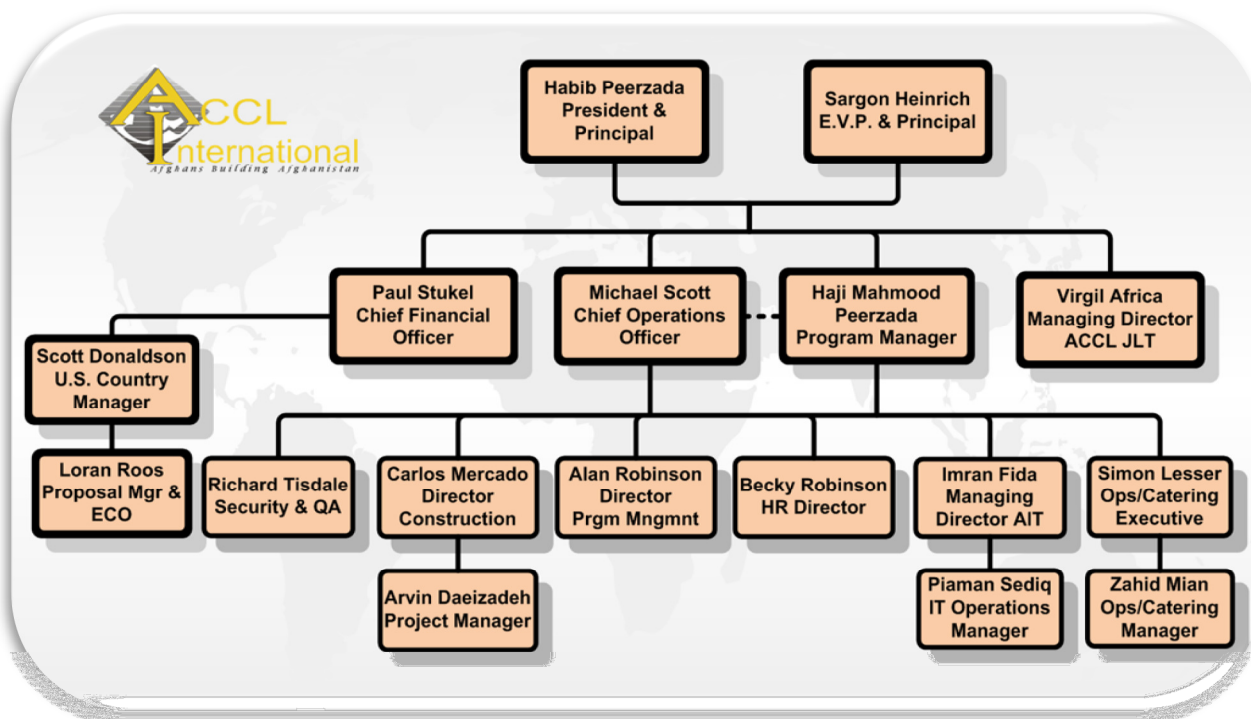 ACCL
International
Afghans Building Afghanistan
Habib Peerzada
President &
Principal
Sargon Heinrich
E.V.P. & Principal
Paul Stukel
Chief Financial
Officer
Michael Scott
Chief Operations
Officer
Haji Mahmood
Peerzada
Program Manager
Virgil Africa
Managing Director
ACCL JLT
Scott Donaldson
U.S. Country
Manager
Loran Roos
Proposal Mgr &
ECO
Richard Tisdale
Security & QA
Carlos Mercado
Director
Construction
Alan Robinson
Director
Prgm Mngmnt
Becky Robinson
HR Director
Imran Fida
Managing
Director AIT
Simon Lesser
Ops/Catering
Executive
Arvin Daeizadeh
Project Manager
Piaman Sediq
IT Operations
Manager
Zahid Mian
Ops/Catering
Manager